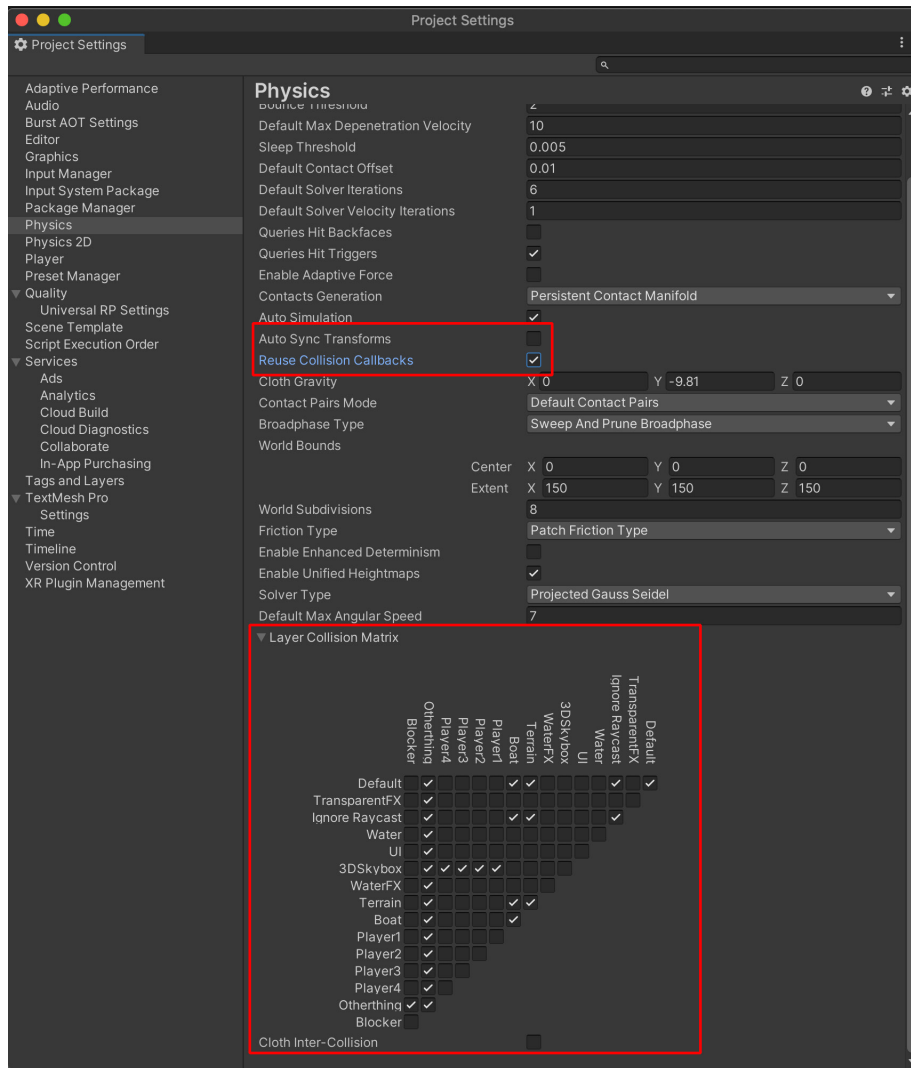 Project Settings
Project Settings
Adaptive Performance
Audio
Burst AOT Settings
Editor
Graphics
Input Manager
Input System Package
Package Manager
Physics
Physics 2D
Player
Preset Manager
Quality
Universal RP Settings
Scene Template
Script Execution Order
Services
Ads
Analytics
Cloud Build
Cloud Diagnostics
Collaborate
In-App Purchasing
Tags and Layers
TextMesh Pro
Settings
Time
Timeline
Version Control
XR Plugin Management
Physics
Bounce Threshold 2
Default Max Depenetration Velocity 10
Sleep Threshold 0.005
Default Contact Offset 0.01
Default Solver Iterations 6
Default Solver Velocity Iterations 1
Queries Hit Backfaces
Queries Hit Triggers
Enable Adaptive Force
Contacts Generation Persistent Contact Manifold
Auto Simulation
Auto Sync Transforms
Reuse Collision Callbacks
Cloth Gravity X 0 Y -9.81 Z 0
Contact Pairs Mode Default Contact Pairs
Broadphase Type Sweep And Prune Broadphase
World Bounds
Center X 0 Y 0 Z 0
Extent X 150 Y 150 Z 150
World Subdivisions 8
Friction Type Patch Friction Type
Enable Enhanced Determinism
Enable Unified Heightmaps
Solver Type Projected Gauss Seidel
Default Max Angular Speed 7
Layer Collision Matrix
Blocker
Otherthing
Player4
Player3
Player2
Player1
Boat
Terrain
WaterFX
3DSkybox
UI
Water
Ignore Raycast
TransparentFX
Default
Default
TransparentFX
Ignore Raycast
Water
UI
3DSkybox
WaterFX
Terrain
Boat
Player1
Player2
Player3
Player4
Otherthing
Blocker
Cloth Inter-Collision